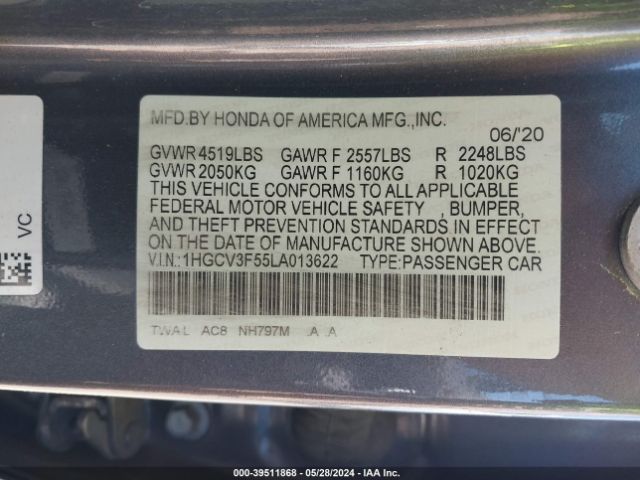 MFD.BY HONDA OF AMERICA MFG.,INC.
06/'20
GVWR 4519LBS GAWR F 2557LBS R 2248LBS
GVWR 2050KG GAWR F 1160KG R 1020KG
THIS VEHICLE CONFORMS TO ALL APPLICABLE
FEDERAL MOTOR VEHICLE SAFETY , BUMPER,
AND THEFT PREVENTION STANDARDS IN EFFECT
ON THE DATE OF MANUFACTURE SHOWN ABOVE.
V.I.N.:1HGCV3F55LA013622 TYPE:PASSENGER CAR
TWAL AC8 NH797M .A .A
VC
000-39511868 - 05/28/2024 - IAA Inc.